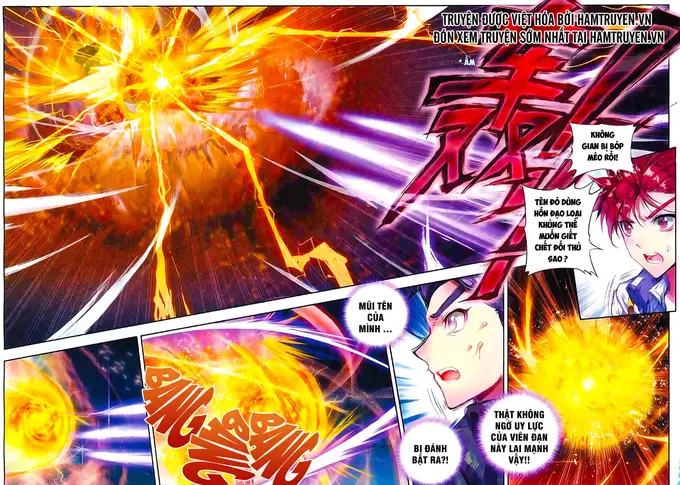 TRUYỆN ĐƯỢC VIỆT HÓA BỞI HAMTRUYEN.VN
ĐÓN XEM TRUYỆN SỚM NHẤT TẠI HAMTRUYEN.VN
* ẦM
KHÔNG
GIAN BỊ BÓP
MÉO RỒI!
TÊN ĐÓ DÙNG
HỒN ĐẠO LOẠI
KHỦNG THẾ
MUỐN GIẾT
CHẾT ĐỐI THỦ
SAO ?
MŨI TÊN
CỦA
MÌNH ...
BANG
BANG
BANG
BỊ ĐÁNH
BẬT RA?!
THẬT KHÔNG
NGỜ UY LỰC
CỦA VIÊN ĐẠN
NÀY LẠI MẠNH
VẬY!!